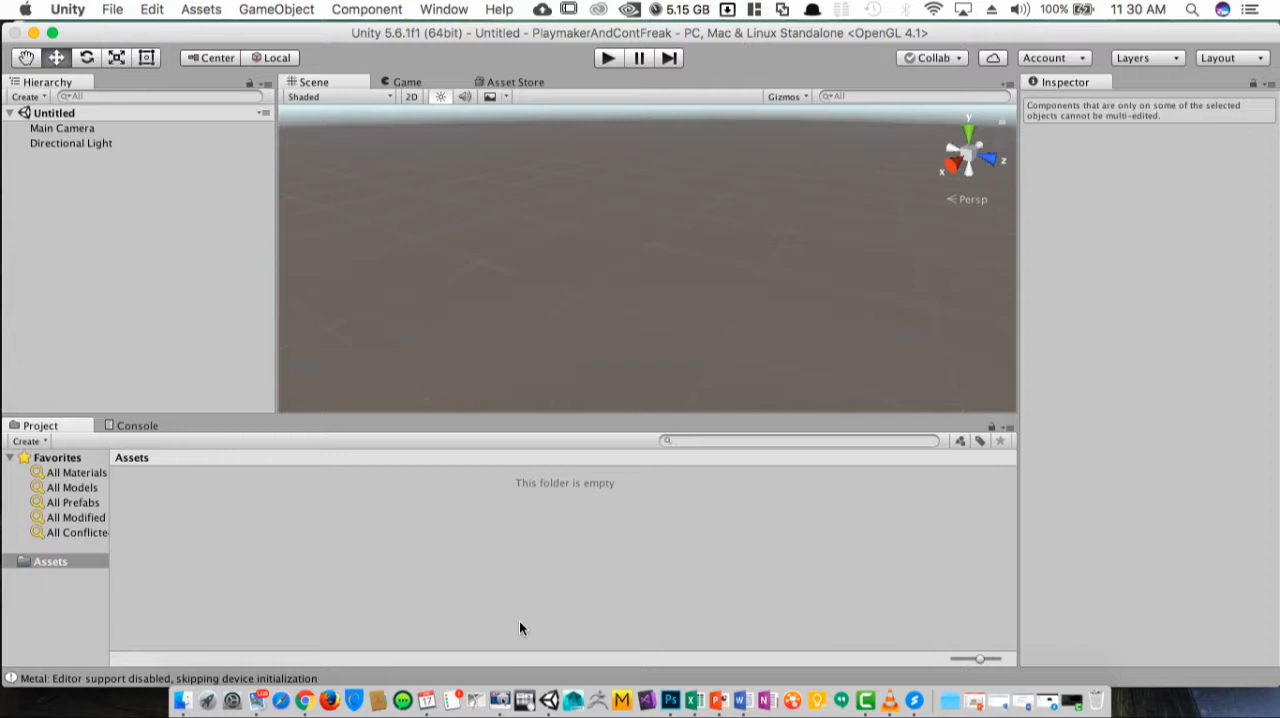 Unity File Edit Assets GameObject Component Window Help 5.15 GB 100% 11:30 AM
Unity 5.6.1f1 (64bit) - Untitled - PlaymakerAndContFreak - PC, Mac & Linux Standalone <OpenGL 4.1>
Center Local Collab Account Layers Layout
Hierarchy Scene Game Asset Store Inspector
Create All Shaded 2D Gizmos All
Components that are only on some of the selected
objects cannot be multi-edited.
Untitled
Main Camera
Directional Light
y
x
z
Persp
Project Console
Create
Favorites Assets
All Materials
All Models
All Prefabs
All Modified
All Conflicte
This folder is empty
Assets
Metal: Editor support disabled, skipping device initialization